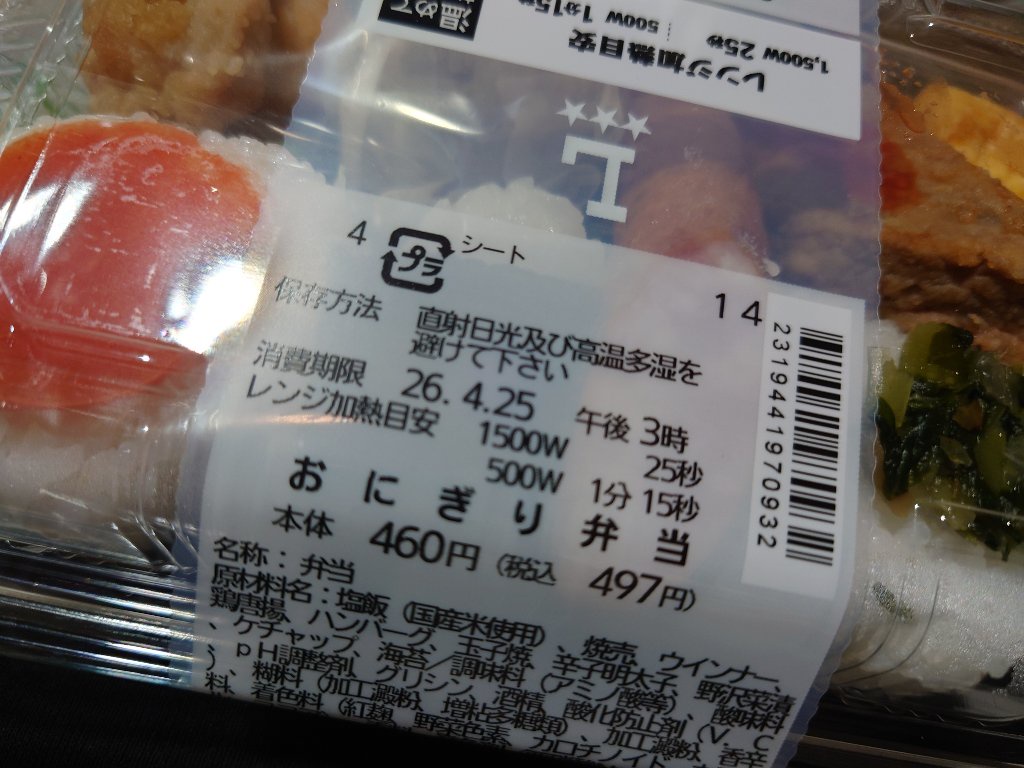 温めて
500W 1分15秒
1,500W 25秒
レンジ加熱目安
4 プラ シート
14
保存方法 直射日光及び高温多湿を
避けて下さい
消費期限 26. 4.25 午後 3時
レンジ加熱目安 1500W 25秒
500W 1分 15秒
おにぎり弁当
本体 460円 (税込 497円)
2319441970932
名称：弁当
原材料名：塩飯（国産米使用）、焼売、ウインナー、
鶏唐揚、ハンバーグ、玉子焼、辛子明太子、野沢菜漬
、ケチャップ、海苔／調味料（アミノ酸等）、酸味料
、ｐＨ調整剤、グリシン、酒精、酸化防止剤（Ｖ．Ｃ
）、糊料（加工澱粉、増粘多糖類）、加工澱粉、香辛
料、着色料（紅麹、野菜色素、カロチノイド